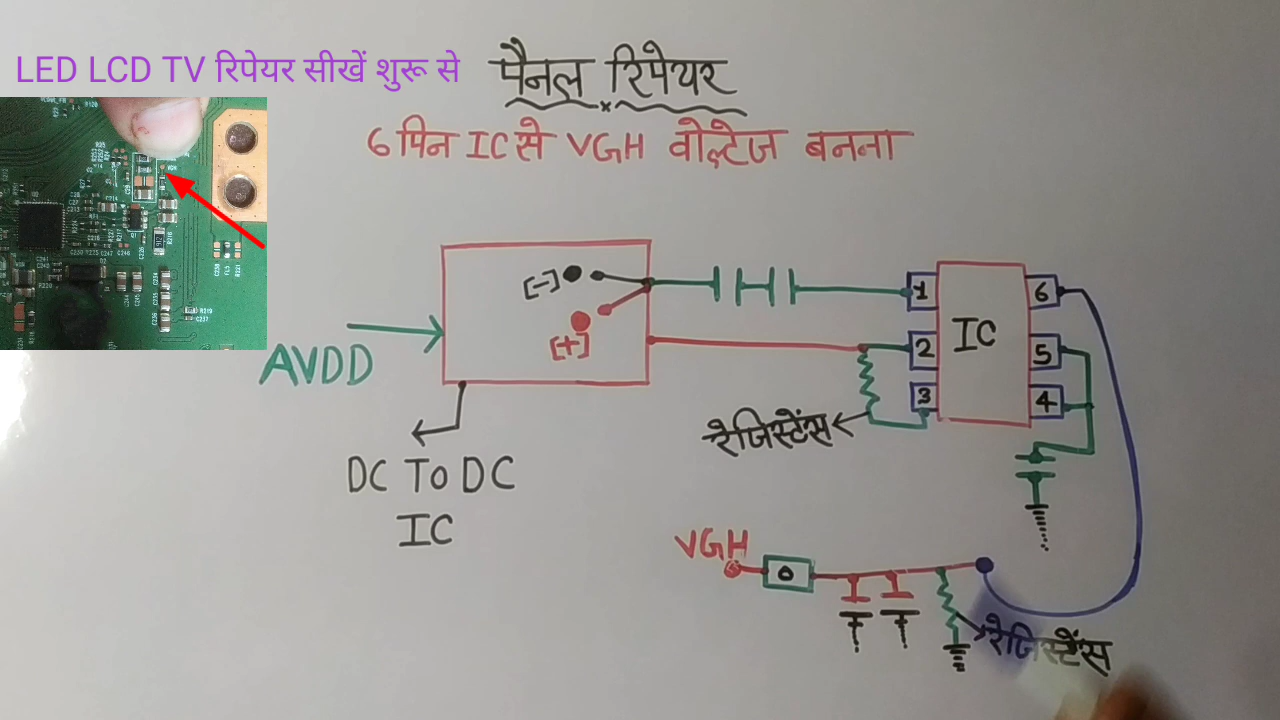 LED LCD TV रिपेयर सीखें शुरू से
पैनल रिपेयर
6 पिन IC से VGH वोल्टेज बनना
[-]
[+]
AVDD
DC TO DC
IC
1
2
3
IC
6
5
4
रेजिस्टेंस
VGH
0
रेजिस्टेंस